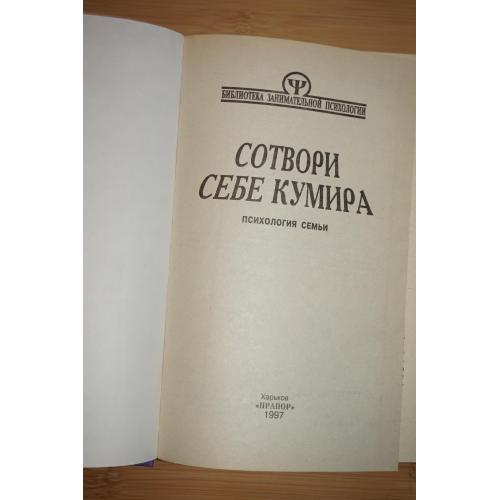 Ψ
БИБЛИОТЕКА ЗАНИМАТЕЛЬНОЙ ПСИХОЛОГИИ
СОТВОРИ
СЕБЕ КУМИРА
ПСИХОЛОГИЯ СЕМЬИ
Харьков
«ПРАПОР»
1997